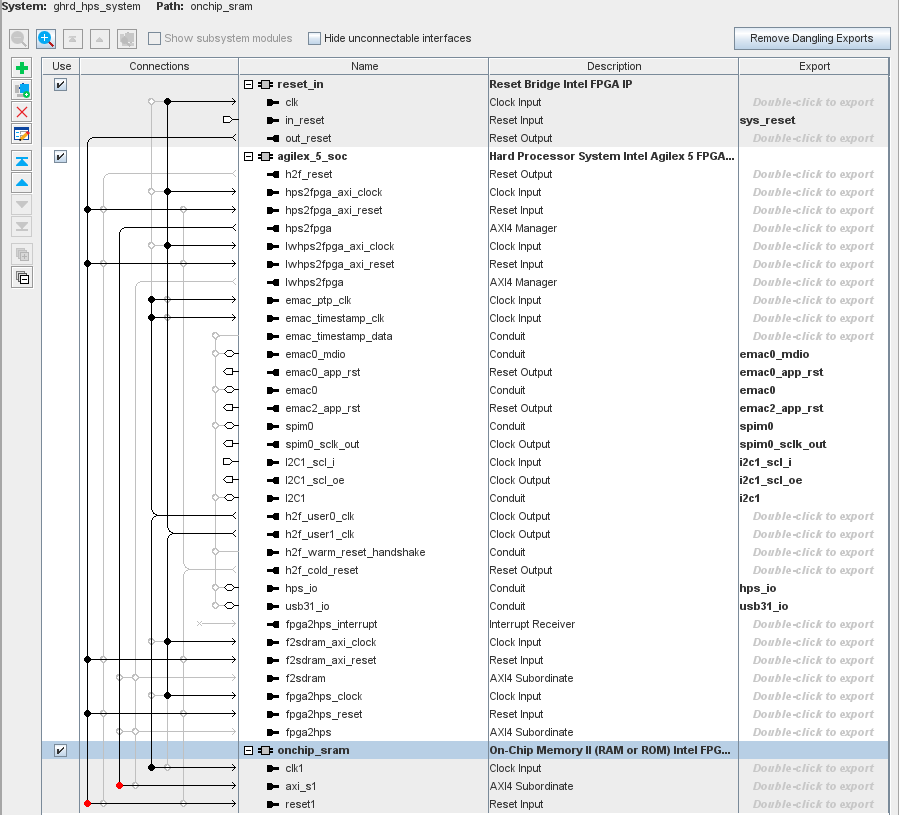 System: ghrd_hps_system Path: onchip_sram
Show subsystem modules Hide unconnectable interfaces Remove Dangling Exports
Use Connections Name Description Export
reset_in Reset Bridge Intel FPGA IP
clk Clock Input Double-click to export
in_reset Reset Input sys_reset
out_reset Reset Output Double-click to export
agilex_5_soc Hard Processor System Intel Agilex 5 FPGA...
h2f_reset Reset Output Double-click to export
hps2fpga_axi_clock Clock Input Double-click to export
hps2fpga_axi_reset Reset Input Double-click to export
hps2fpga AXI4 Manager Double-click to export
lwhps2fpga_axi_clock Clock Input Double-click to export
lwhps2fpga_axi_reset Reset Input Double-click to export
lwhps2fpga AXI4 Manager Double-click to export
emac_ptp_clk Clock Input Double-click to export
emac_timestamp_clk Clock Input Double-click to export
emac_timestamp_data Conduit Double-click to export
emac0_mdio Conduit emac0_mdio
emac0_app_rst Reset Output emac0_app_rst
emac0 Conduit emac0
emac2_app_rst Reset Output emac2_app_rst
spim0 Conduit spim0
spim0_sclk_out Clock Output spim0_sclk_out
I2C1_scl_i Clock Input i2c1_scl_i
I2C1_scl_oe Clock Output i2c1_scl_oe
I2C1 Conduit i2c1
h2f_user0_clk Clock Output Double-click to export
h2f_user1_clk Clock Output Double-click to export
h2f_warm_reset_handshake Conduit Double-click to export
h2f_cold_reset Reset Output Double-click to export
hps_io Conduit hps_io
usb31_io Conduit usb31_io
fpga2hps_interrupt Interrupt Receiver Double-click to export
f2sdram_axi_clock Clock Input Double-click to export
f2sdram_axi_reset Reset Input Double-click to export
f2sdram AXI4 Subordinate Double-click to export
fpga2hps_clock Clock Input Double-click to export
fpga2hps_reset Reset Input Double-click to export
fpga2hps AXI4 Subordinate Double-click to export
onchip_sram On-Chip Memory II (RAM or ROM) Intel FPG...
clk1 Clock Input Double-click to export
axi_s1 AXI4 Subordinate Double-click to export
reset1 Reset Input Double-click to export